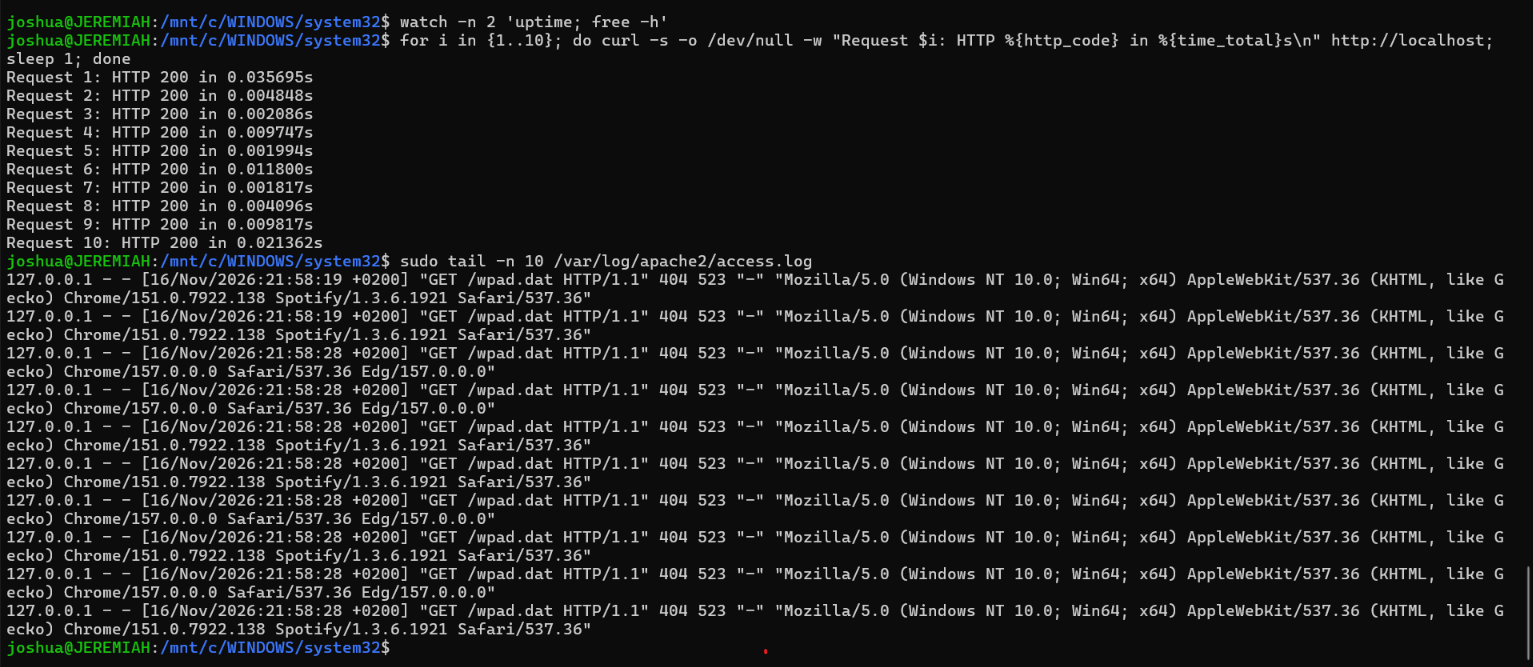 joshua@JEREMIAH:/mnt/c/WINDOWS/system32$ watch -n 2 'uptime; free -h'
joshua@JEREMIAH:/mnt/c/WINDOWS/system32$ for i in {1..10}; do curl -s -o /dev/null -w "Request $i: HTTP %{http_code} in %{time_total}s\n" http://localhost;
sleep 1; done
Request 1: HTTP 200 in 0.035695s
Request 2: HTTP 200 in 0.004848s
Request 3: HTTP 200 in 0.002086s
Request 4: HTTP 200 in 0.009747s
Request 5: HTTP 200 in 0.001994s
Request 6: HTTP 200 in 0.011800s
Request 7: HTTP 200 in 0.001817s
Request 8: HTTP 200 in 0.004096s
Request 9: HTTP 200 in 0.009817s
Request 10: HTTP 200 in 0.021362s
joshua@JEREMIAH:/mnt/c/WINDOWS/system32$ sudo tail -n 10 /var/log/apache2/access.log
127.0.0.1 - - [16/Nov/2026:21:58:19 +0200] "GET /wpad.dat HTTP/1.1" 404 523 "-" "Mozilla/5.0 (Windows NT 10.0; Win64; x64) AppleWebKit/537.36 (KHTML, like G
ecko) Chrome/151.0.7922.138 Spotify/1.3.6.1921 Safari/537.36"
127.0.0.1 - - [16/Nov/2026:21:58:19 +0200] "GET /wpad.dat HTTP/1.1" 404 523 "-" "Mozilla/5.0 (Windows NT 10.0; Win64; x64) AppleWebKit/537.36 (KHTML, like G
ecko) Chrome/151.0.7922.138 Spotify/1.3.6.1921 Safari/537.36"
127.0.0.1 - - [16/Nov/2026:21:58:28 +0200] "GET /wpad.dat HTTP/1.1" 404 523 "-" "Mozilla/5.0 (Windows NT 10.0; Win64; x64) AppleWebKit/537.36 (KHTML, like G
ecko) Chrome/157.0.0.0 Safari/537.36 Edg/157.0.0.0"
127.0.0.1 - - [16/Nov/2026:21:58:28 +0200] "GET /wpad.dat HTTP/1.1" 404 523 "-" "Mozilla/5.0 (Windows NT 10.0; Win64; x64) AppleWebKit/537.36 (KHTML, like G
ecko) Chrome/157.0.0.0 Safari/537.36 Edg/157.0.0.0"
127.0.0.1 - - [16/Nov/2026:21:58:28 +0200] "GET /wpad.dat HTTP/1.1" 404 523 "-" "Mozilla/5.0 (Windows NT 10.0; Win64; x64) AppleWebKit/537.36 (KHTML, like G
ecko) Chrome/151.0.7922.138 Spotify/1.3.6.1921 Safari/537.36"
127.0.0.1 - - [16/Nov/2026:21:58:28 +0200] "GET /wpad.dat HTTP/1.1" 404 523 "-" "Mozilla/5.0 (Windows NT 10.0; Win64; x64) AppleWebKit/537.36 (KHTML, like G
ecko) Chrome/151.0.7922.138 Spotify/1.3.6.1921 Safari/537.36"
127.0.0.1 - - [16/Nov/2026:21:58:28 +0200] "GET /wpad.dat HTTP/1.1" 404 523 "-" "Mozilla/5.0 (Windows NT 10.0; Win64; x64) AppleWebKit/537.36 (KHTML, like G
ecko) Chrome/157.0.0.0 Safari/537.36 Edg/157.0.0.0"
127.0.0.1 - - [16/Nov/2026:21:58:28 +0200] "GET /wpad.dat HTTP/1.1" 404 523 "-" "Mozilla/5.0 (Windows NT 10.0; Win64; x64) AppleWebKit/537.36 (KHTML, like G
ecko) Chrome/151.0.7922.138 Spotify/1.3.6.1921 Safari/537.36"
127.0.0.1 - - [16/Nov/2026:21:58:28 +0200] "GET /wpad.dat HTTP/1.1" 404 523 "-" "Mozilla/5.0 (Windows NT 10.0; Win64; x64) AppleWebKit/537.36 (KHTML, like G
ecko) Chrome/157.0.0.0 Safari/537.36 Edg/157.0.0.0"
127.0.0.1 - - [16/Nov/2026:21:58:28 +0200] "GET /wpad.dat HTTP/1.1" 404 523 "-" "Mozilla/5.0 (Windows NT 10.0; Win64; x64) AppleWebKit/537.36 (KHTML, like G
ecko) Chrome/151.0.7922.138 Spotify/1.3.6.1921 Safari/537.36"
joshua@JEREMIAH:/mnt/c/WINDOWS/system32$